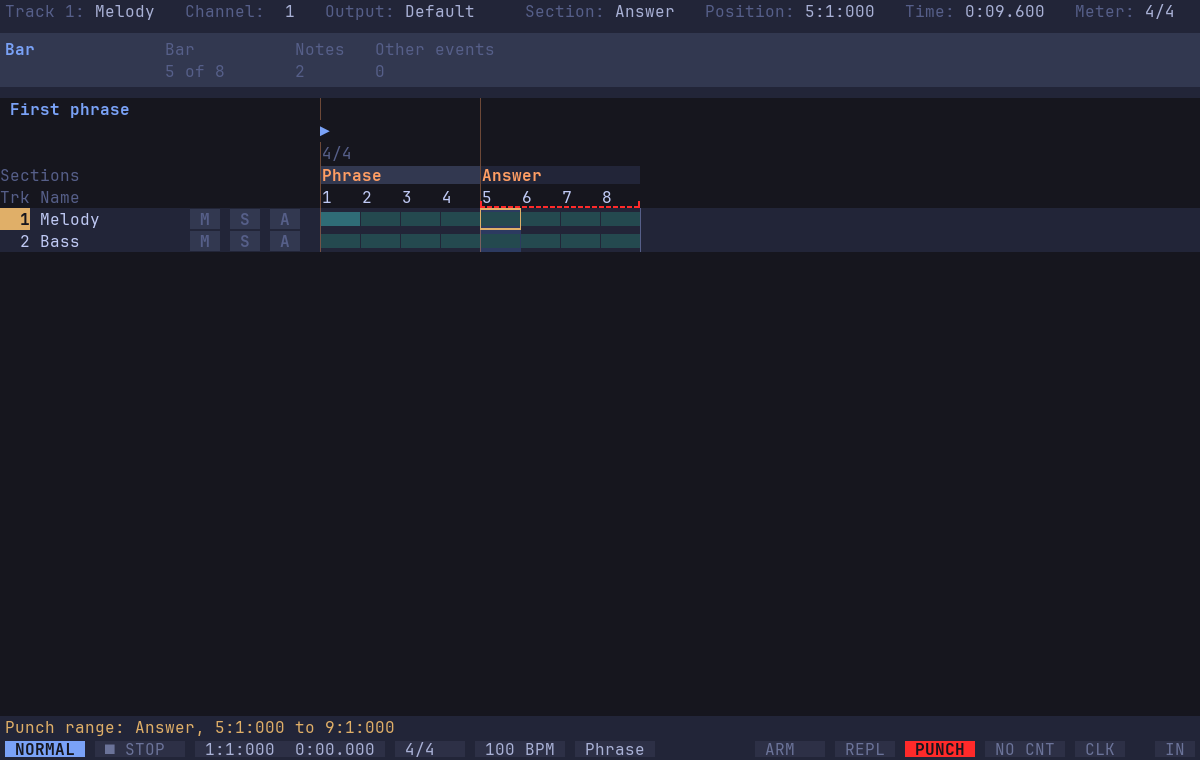 Track 1: Melody Channel: 1 Output: Default Section: Answer Position: 5:1:000 Time: 0:09.600 Meter: 4/4
Bar Bar Notes Other events
5 of 8 2 0
First phrase
4/4
Sections Phrase Answer
Trk Name 1 2 3 4 5 6 7 8
1 Melody M S A
2 Bass M S A
Punch range: Answer, 5:1:000 to 9:1:000
NORMAL STOP 1:1:000 0:00.000 4/4 100 BPM Phrase ARM REPL PUNCH NO CNT CLK IN